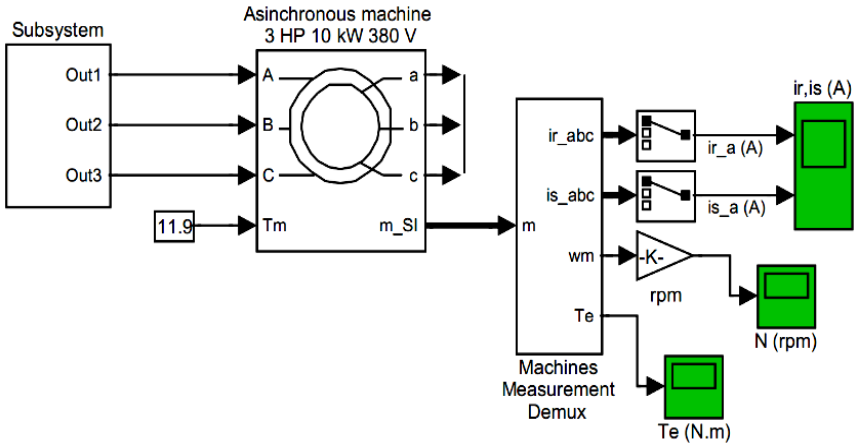 Asinchronous machine
3 HP 10 kW 380 V
Subsystem
Out1
Out2
Out3
A
B
C
Tm
a
b
c
m_SI
11.9
m
ir_abc
is_abc
wm
Te
ir_a (A)
is_a (A)
ir,is (A)
-K-
rpm
N (rpm)
Machines
Measurement
Demux
Te (N.m)